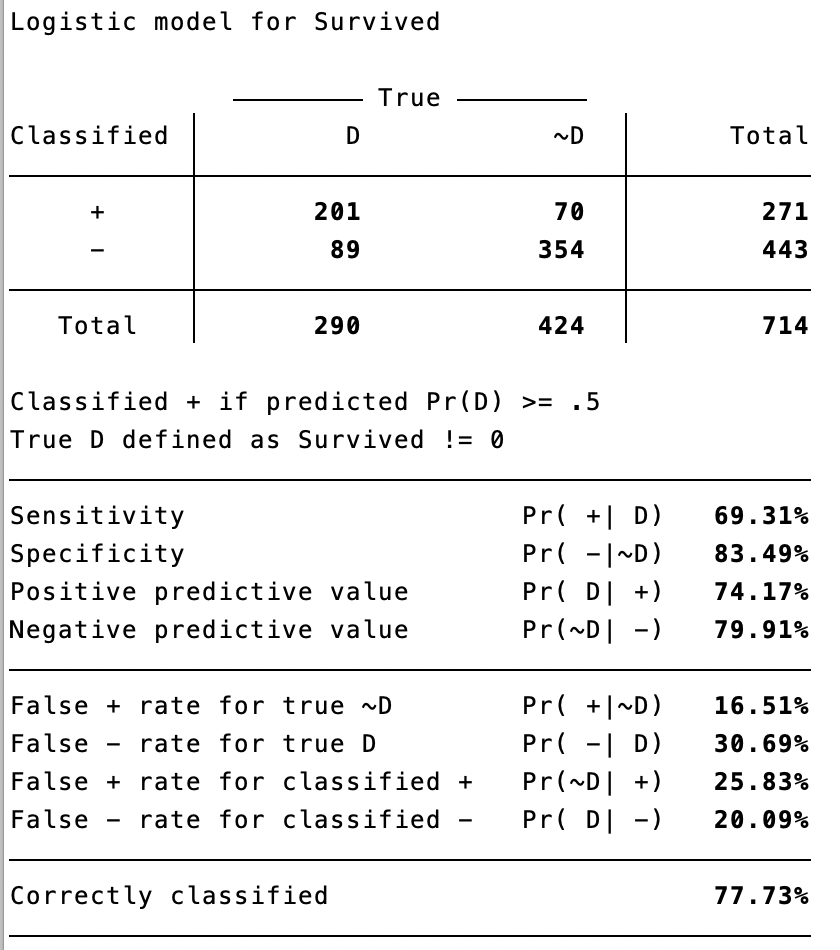 Logistic model for Survived
True
Classified D ~D Total
+ 201 70 271
- 89 354 443
Total 290 424 714
Classified + if predicted Pr(D) >= .5
True D defined as Survived != 0
Sensitivity Pr( +| D) 69.31%
Specificity Pr( -|~D) 83.49%
Positive predictive value Pr( D| +) 74.17%
Negative predictive value Pr(~D| -) 79.91%
False + rate for true ~D Pr( +|~D) 16.51%
False - rate for true D Pr( -| D) 30.69%
False + rate for classified + Pr(~D| +) 25.83%
False - rate for classified - Pr( D| -) 20.09%
Correctly classified 77.73%